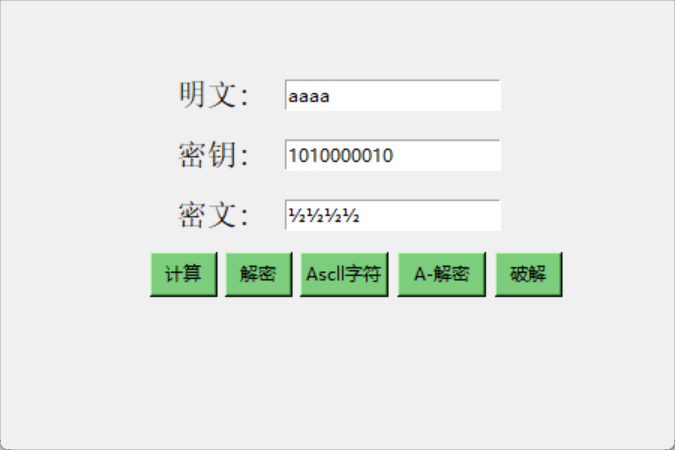 明文： aaaa
密钥： 1010000010
密文： ½½½½
计算 解密 Ascll字符 A-解密 破解